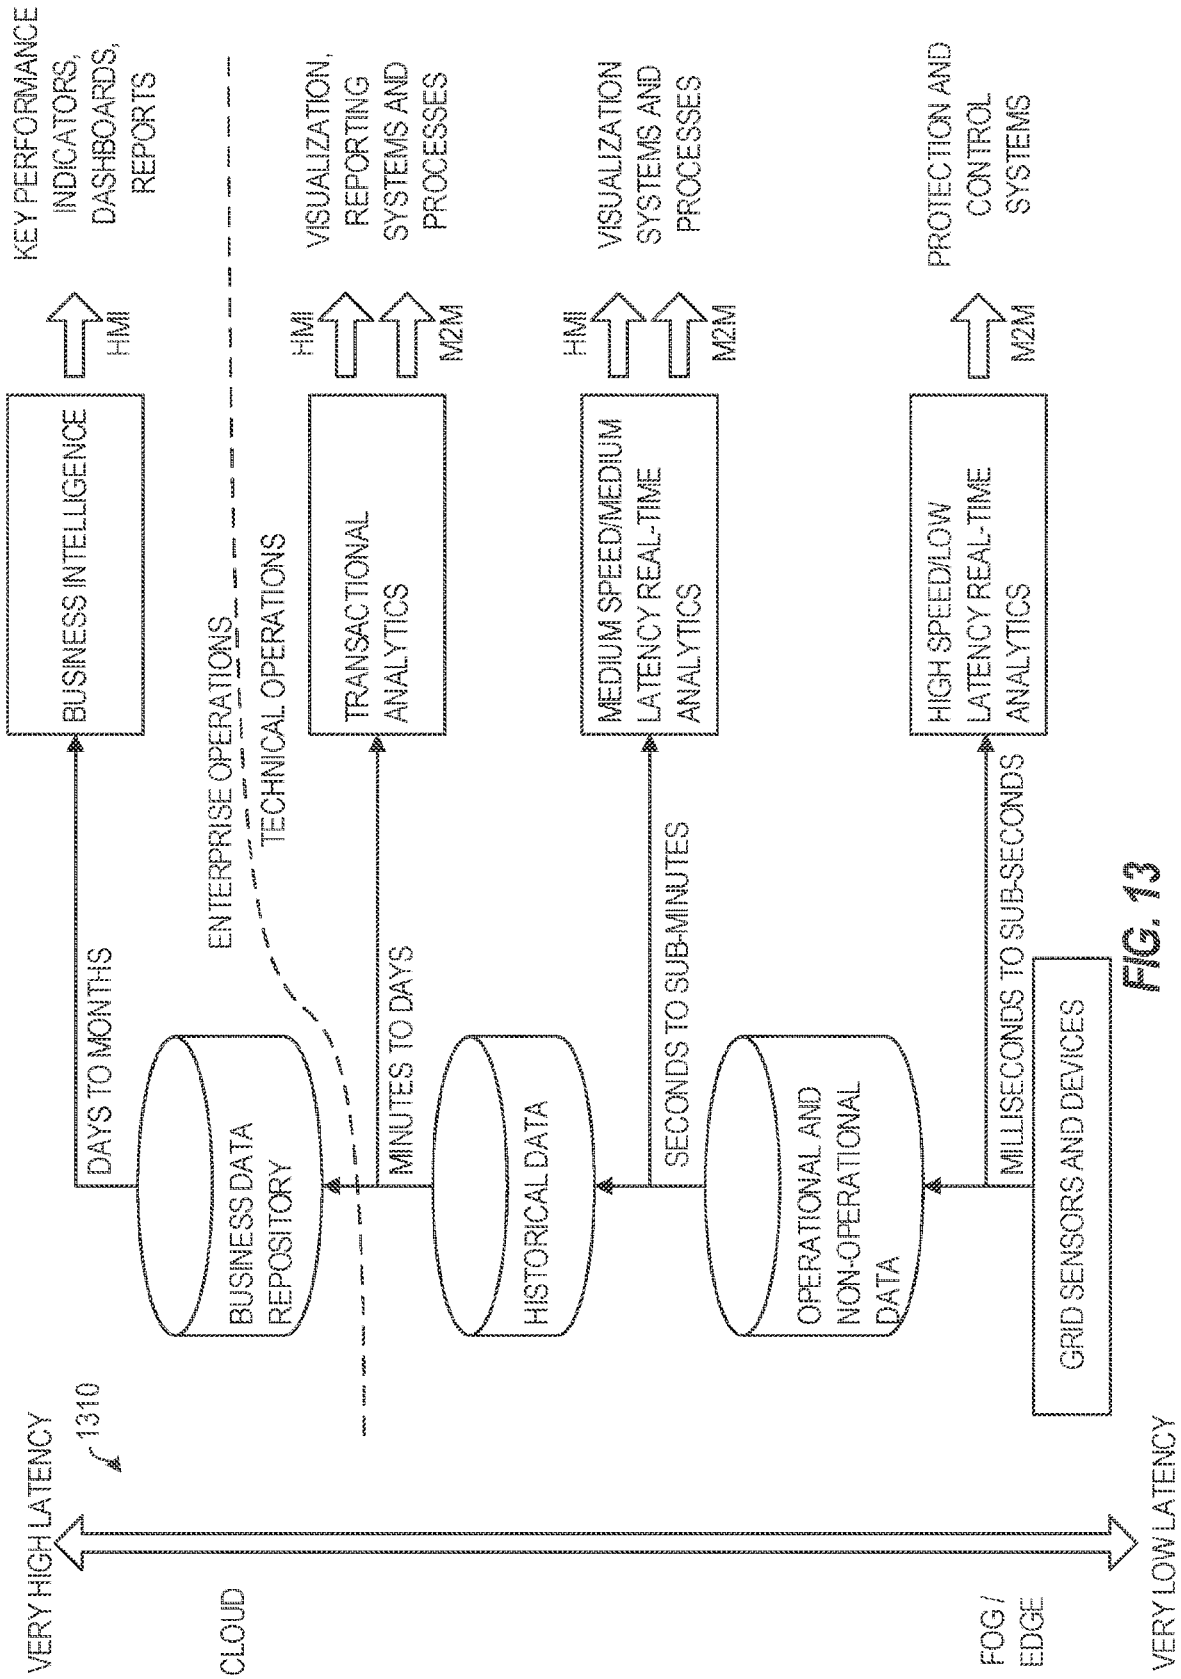 VERY HIGH LATENCY
1310
CLOUD
FOG /
EDGE
VERY LOW LATENCY
DAYS TO MONTHS
BUSINESS DATA
REPOSITORY
MINUTES TO DAYS
HISTORICAL DATA
SECONDS TO SUB-MINUTES
OPERATIONAL AND
NON-OPERATIONAL
DATA
MILLISECONDS TO SUB-SECONDS
GRID SENSORS AND DEVICES
ENTERPRISE OPERATIONS
TECHNICAL OPERATIONS
BUSINESS INTELLIGENCE
HMI
KEY PERFORMANCE
INDICATORS,
DASHBOARDS,
REPORTS
TRANSACTIONAL
ANALYTICS
HMI
M2M
VISUALIZATION,
REPORTING
SYSTEMS AND
PROCESSES
MEDIUM SPEED/MEDIUM
LATENCY REAL-TIME
ANALYTICS
HMI
M2M
VISUALIZATION
SYSTEMS AND
PROCESSES
HIGH SPEED/LOW
LATENCY REAL-TIME
ANALYTICS
M2M
PROTECTION AND
CONTROL
SYSTEMS
FIG. 13